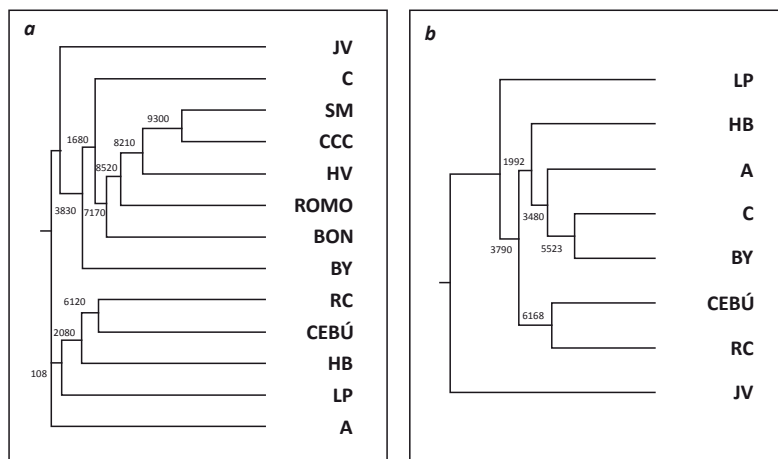 a
JV
C
SM
9300
CCC
1680
8210
HV
8520
ROMO
3830
7170
BON
BY
RC
6120
CEBÚ
2080
HB
108
LP
A
b
LP
HB
1992
A
3480
C
3790
5523
BY
CEBÚ
6168
RC
JV